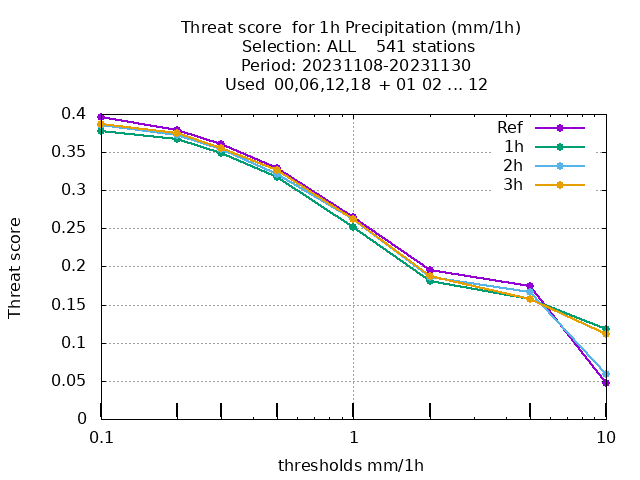 Threat score  for 1h Precipitation (mm/1h)
Selection: ALL    541 stations
Period: 20231108-20231130
Used  00,06,12,18  + 01 02 ... 12
Ref
1h
2h
3h
0.4
0.35
0.3
0.25
0.2
0.15
0.1
0.05
0
Threat score
0.1
1
10
thresholds mm/1h